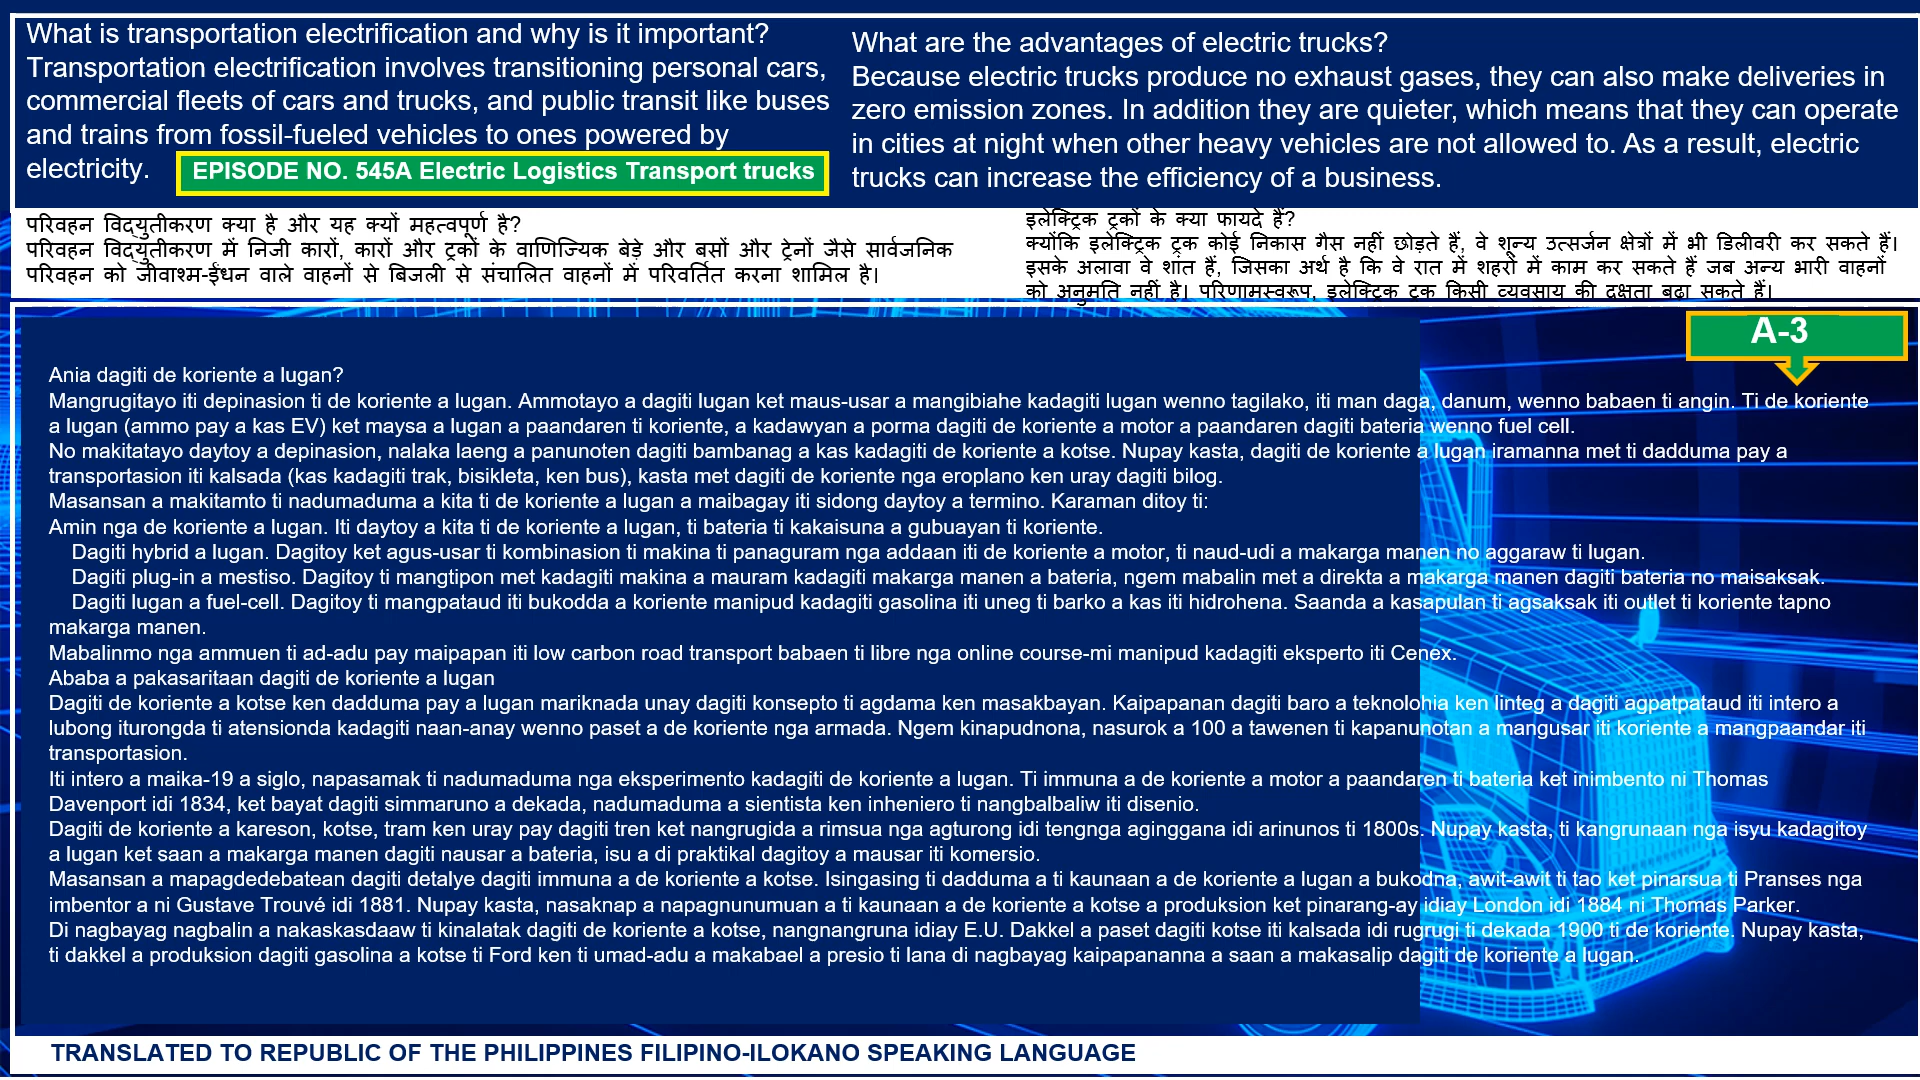 What is transportation electrification and why is it important?
Transportation electrification involves transitioning personal cars,
commercial fleets of cars and trucks, and public transit like buses
and trains from fossil-fueled vehicles to ones powered by
electricity.
EPISODE NO. 545A Electric Logistics Transport trucks
What are the advantages of electric trucks?
Because electric trucks produce no exhaust gases, they can also make deliveries in
zero emission zones. In addition they are quieter, which means that they can operate
in cities at night when other heavy vehicles are not allowed to. As a result, electric
trucks can increase the efficiency of a business.
परिवहन विद्युतीकरण क्या है और यह क्यों महत्वपूर्ण है?
परिवहन विद्युतीकरण में निजी कारों, कारों और ट्रकों के वाणिज्यिक बेड़े और बसों और ट्रेनों जैसे सार्वजनिक
परिवहन को जीवाश्म-ईंधन वाले वाहनों से बिजली से संचालित वाहनों में परिवर्तित करना शामिल है।
इलेक्ट्रिक ट्रकों के क्या फायदे हैं?
क्योंकि इलेक्ट्रिक ट्रक कोई निकास गैस नहीं छोड़ते हैं, वे शून्य उत्सर्जन क्षेत्रों में भी डिलीवरी कर सकते हैं।
इसके अलावा वे शांत हैं, जिसका अर्थ है कि वे रात में शहरों में काम कर सकते हैं जब अन्य भारी वाहनों
को अनुमति नहीं है। परिणामस्वरूप, इलेक्ट्रिक ट्रक किसी व्यवसाय की दक्षता बढ़ा सकते हैं।
A-3
Ania dagiti de koriente a lugan?
Mangrugitayo iti depinasion ti de koriente a lugan. Ammotayo a dagiti lugan ket maus-usar a mangibiahe kadagiti lugan wenno tagilako, iti man daga, danum, wenno babaen ti angin. Ti de koriente
a lugan (ammo pay a kas EV) ket maysa a lugan a paandaren ti koriente, a kadawyan a porma dagiti de koriente a motor a paandaren dagiti bateria wenno fuel cell.
No makitatayo daytoy a depinasion, nalaka laeng a panunoten dagiti bambanag a kas kadagiti de koriente a kotse. Nupay kasta, dagiti de koriente a lugan iramanna met ti dadduma pay a
transportasion iti kalsada (kas kadagiti trak, bisikleta, ken bus), kasta met dagiti de koriente nga eroplano ken uray dagiti bilog.
Masansan a makitamto ti nadumaduma a kita ti de koriente a lugan a maibagay iti sidong daytoy a termino. Karaman ditoy ti:
Amin nga de koriente a lugan. Iti daytoy a kita ti de koriente a lugan, ti bateria ti kakaisuna a gubuayan ti koriente.
Dagiti hybrid a lugan. Dagitoy ket agus-usar ti kombinasion ti makina ti panaguram nga addaan iti de koriente a motor, ti naud-udi a makarga manen no aggaraw ti lugan.
Dagiti plug-in a mestiso. Dagitoy ti mangtipon met kadagiti makina a mauram kadagiti makarga manen a bateria, ngem mabalin met a direkta a makarga manen dagiti bateria no maisaksak.
Dagiti lugan a fuel-cell. Dagitoy ti mangpataud iti bukodda a koriente manipud kadagiti gasolina iti uneg ti barko a kas iti hidrohena. Saanda a kasapulan ti agsaksak iti outlet ti koriente tapno
makarga manen.
Mabalinmo nga ammuen ti ad-adu pay maipapan iti low carbon road transport babaen ti libre nga online course-mi manipud kadagiti eksperto iti Cenex.
Ababa a pakasaritaan dagiti de koriente a lugan
Dagiti de koriente a kotse ken dadduma pay a lugan mariknada unay dagiti konsepto ti agdama ken masakbayan. Kaipapanan dagiti baro a teknolohia ken linteg a dagiti agpatpataud iti intero a
lubong iturongda ti atensionda kadagiti naan-anay wenno paset a de koriente nga armada. Ngem kinapudnona, nasurok a 100 a tawenen ti kapanunotan a mangusar iti koriente a mangpaandar iti
transportasion.
Iti intero a maika-19 a siglo, napasamak ti nadumaduma nga eksperimento kadagiti de koriente a lugan. Ti immuna a de koriente a motor a paandaren ti bateria ket inimbento ni Thomas
Davenport idi 1834, ket bayat dagiti simmaruno a dekada, nadumaduma a sientista ken inheniero ti nangbalbaliw iti disenio.
Dagiti de koriente a kareson, kotse, tram ken uray pay dagiti tren ket nangrugida a rimsua nga agturong idi tengnga aginggana idi arinunos ti 1800s. Nupay kasta, ti kangrunaan nga isyu kadagitoy
a lugan ket saan a makarga manen dagiti nausar a bateria, isu a di praktikal dagitoy a mausar iti komersio.
Masansan a mapagdedebatean dagiti detalye dagiti immuna a de koriente a kotse. Isingasing ti dadduma a ti kaunaan a de koriente a lugan a bukodna, awit-awit ti tao ket pinarsua ti Pranses nga
imbentor a ni Gustave Trouvé idi 1881. Nupay kasta, nasaknap a napagnunumuan a ti kaunaan a de koriente a kotse a produksion ket pinarang-ay idiay London idi 1884 ni Thomas Parker.
Di nagbayag nagbalin a nakaskasdaaw ti kinalatak dagiti de koriente a kotse, nangnangruna idiay E.U. Dakkel a paset dagiti kotse iti kalsada idi rugrugi ti dekada 1900 ti de koriente. Nupay kasta,
ti dakkel a produksion dagiti gasolina a kotse ti Ford ken ti umad-adu a makabael a presio ti lana di nagbayag kaipapananna a saan a makasalip dagiti de koriente a lugan.
TRANSLATED TO REPUBLIC OF THE PHILIPPINES FILIPINO-ILOKANO SPEAKING LANGUAGE